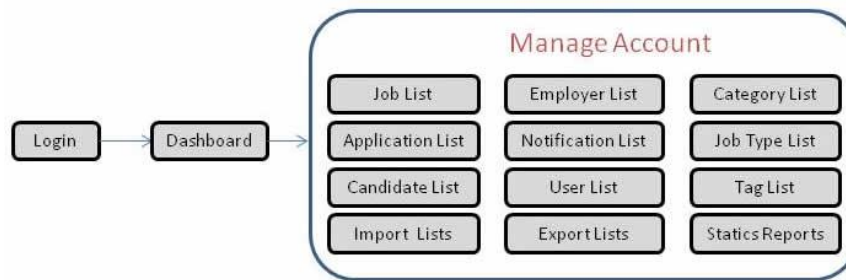 Manage Account
Job List
Employer List
Category List
Login
Dashboard
Application List
Notification List
Job Type List
Candidate List
User List
Tag List
Import Lists
Export Lists
Statics Reports